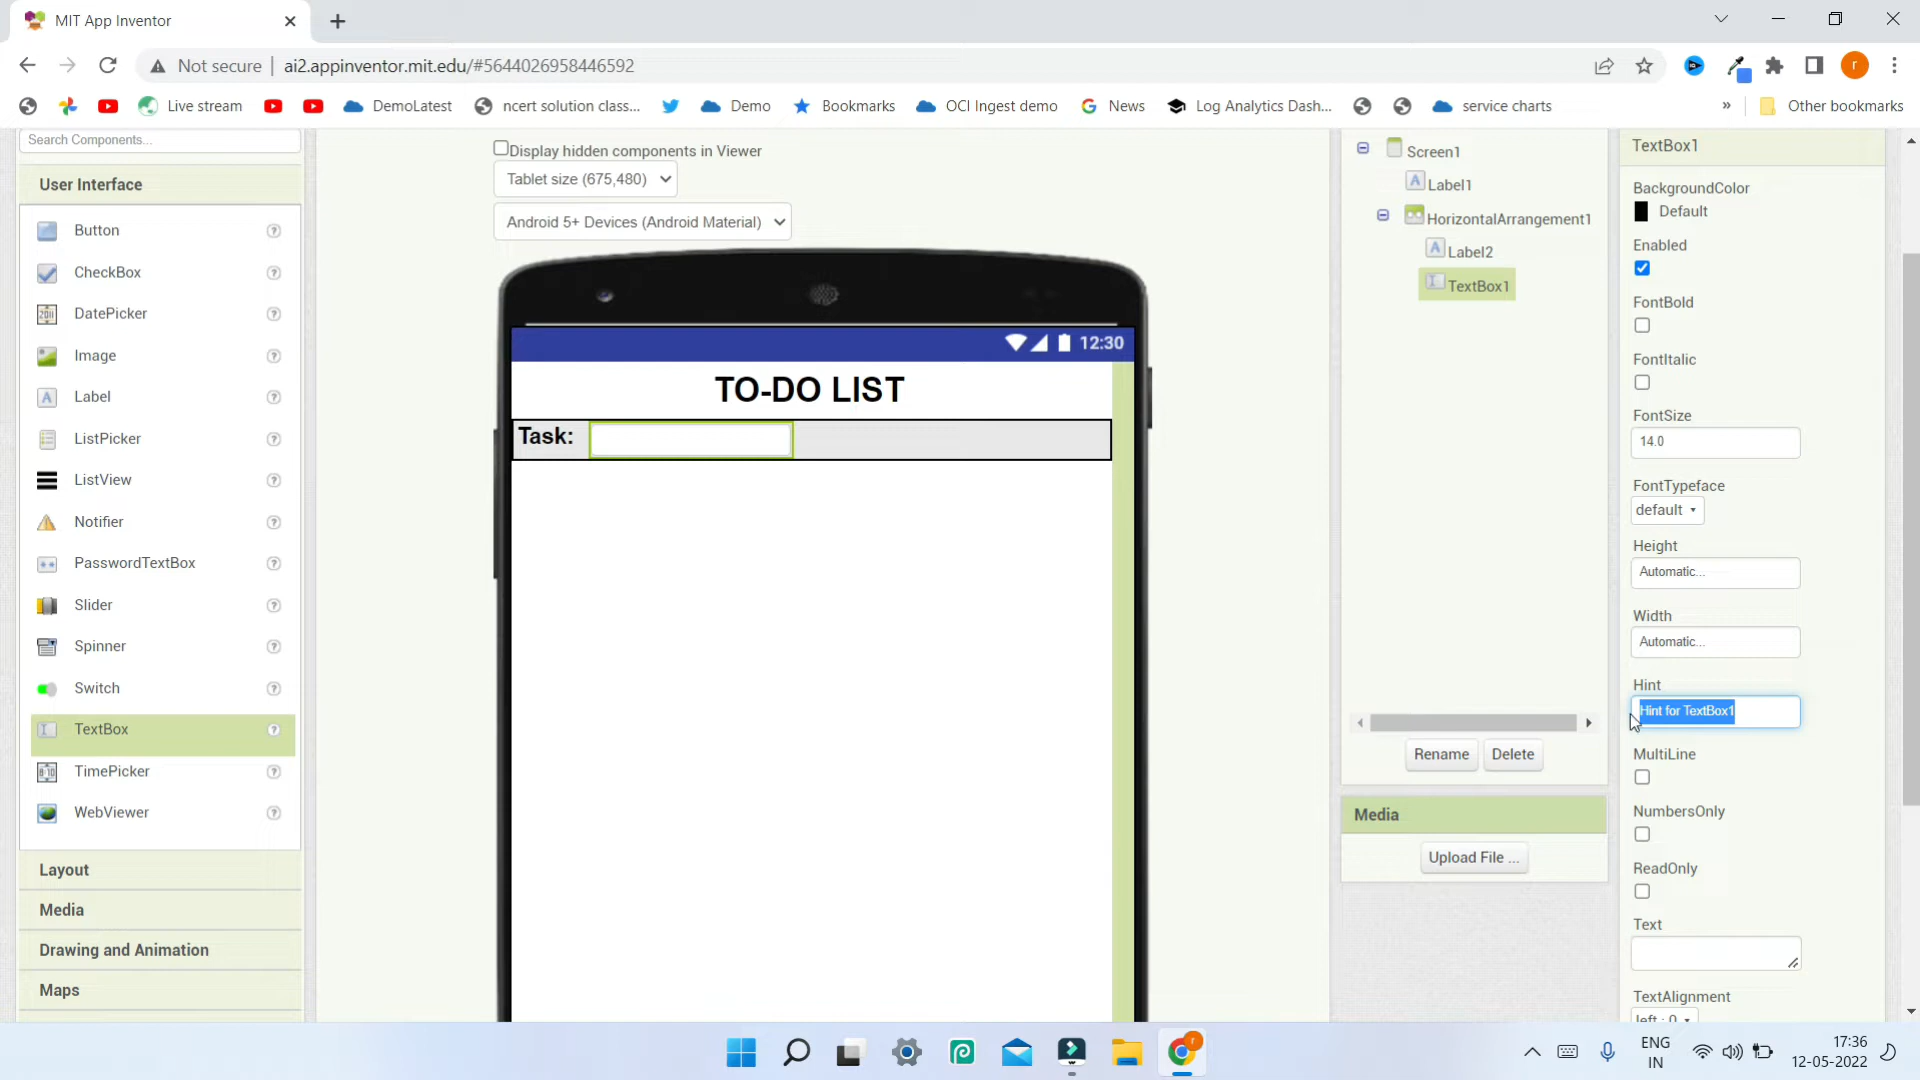 MIT App Inventor
Not secure
ai2.appinventor.mit.edu/#5644026958446592
r
Live stream
DemoLatest
ncert solution class...
Demo
Bookmarks
OCI Ingest demo
News
Log Analytics Dash...
service charts
»
Other bookmarks
Search Components...
User Interface
Button
CheckBox
DatePicker
Image
Label
ListPicker
ListView
Notifier
PasswordTextBox
Slider
Spinner
Switch
TextBox
TimePicker
WebViewer
Layout
Media
Drawing and Animation
Maps
Display hidden components in Viewer
Tablet size (675,480)
Android 5+ Devices (Android Material)
12:30
TO-DO LIST
Task:
Screen1
Label1
HorizontalArrangement1
Label2
TextBox1
Rename
Delete
Media
Upload File ...
TextBox1
BackgroundColor
Default
Enabled
FontBold
FontItalic
FontSize
14.0
FontTypeface
default
Height
Automatic...
Width
Automatic...
Hint
Hint for TextBox1
MultiLine
NumbersOnly
ReadOnly
Text
TextAlignment
left : 0
r
ENG
IN
17:36
12-05-2022